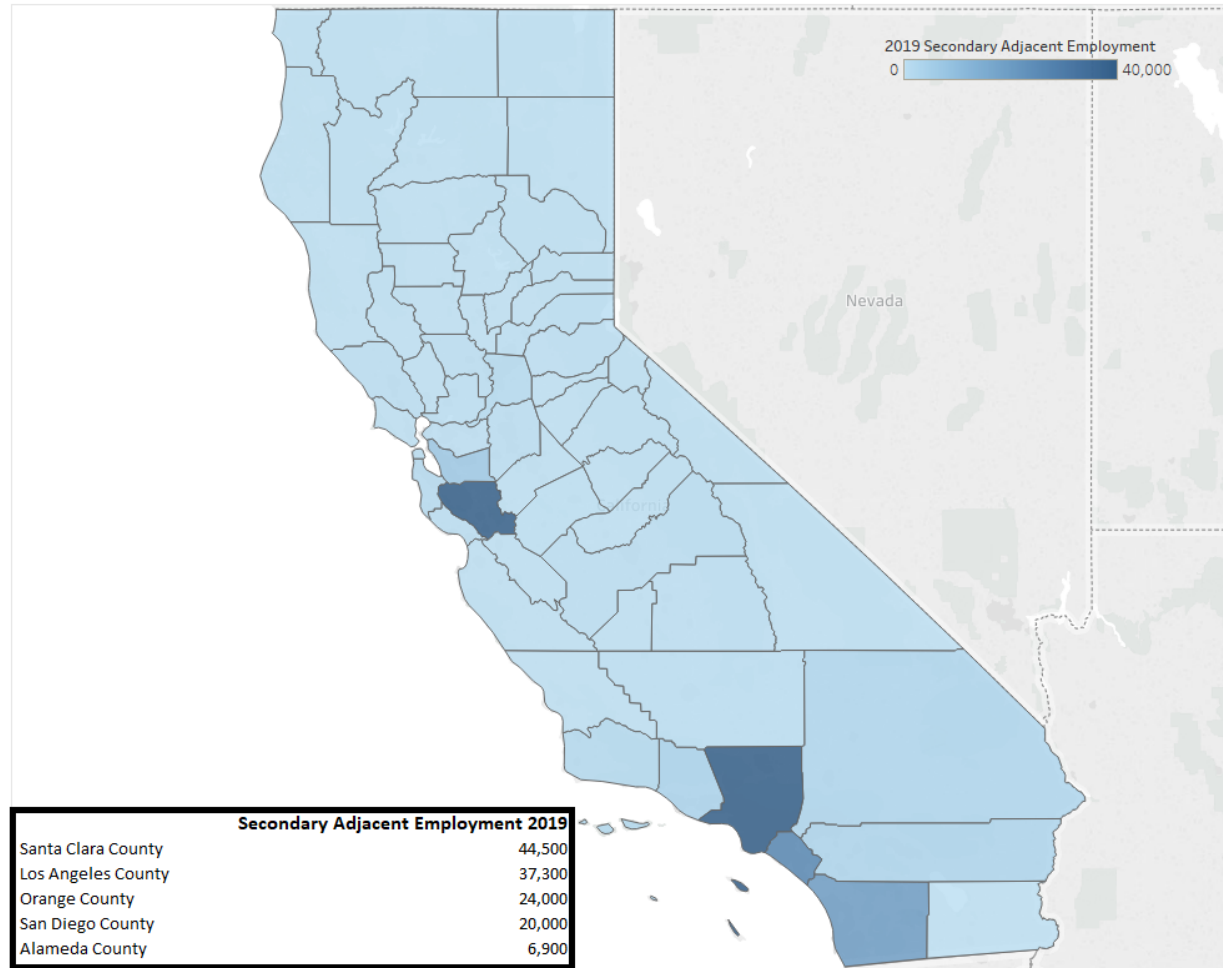 2019 Secondary Adjacent Employment
0 40,000
Nevada
California
Secondary Adjacent Employment 2019
Santa Clara County 44,500
Los Angeles County 37,300
Orange County 24,000
San Diego County 20,000
Alameda County 6,900